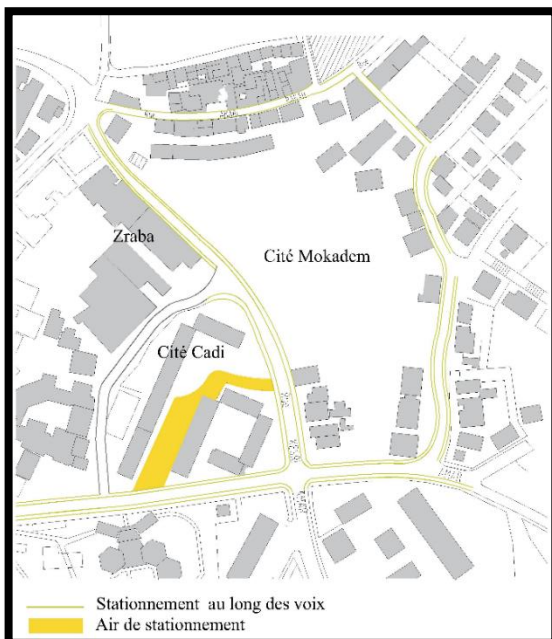 Zraba
Cité Mokadem
Cité Cadi
Stationnement au long des voix
Air de stationnement